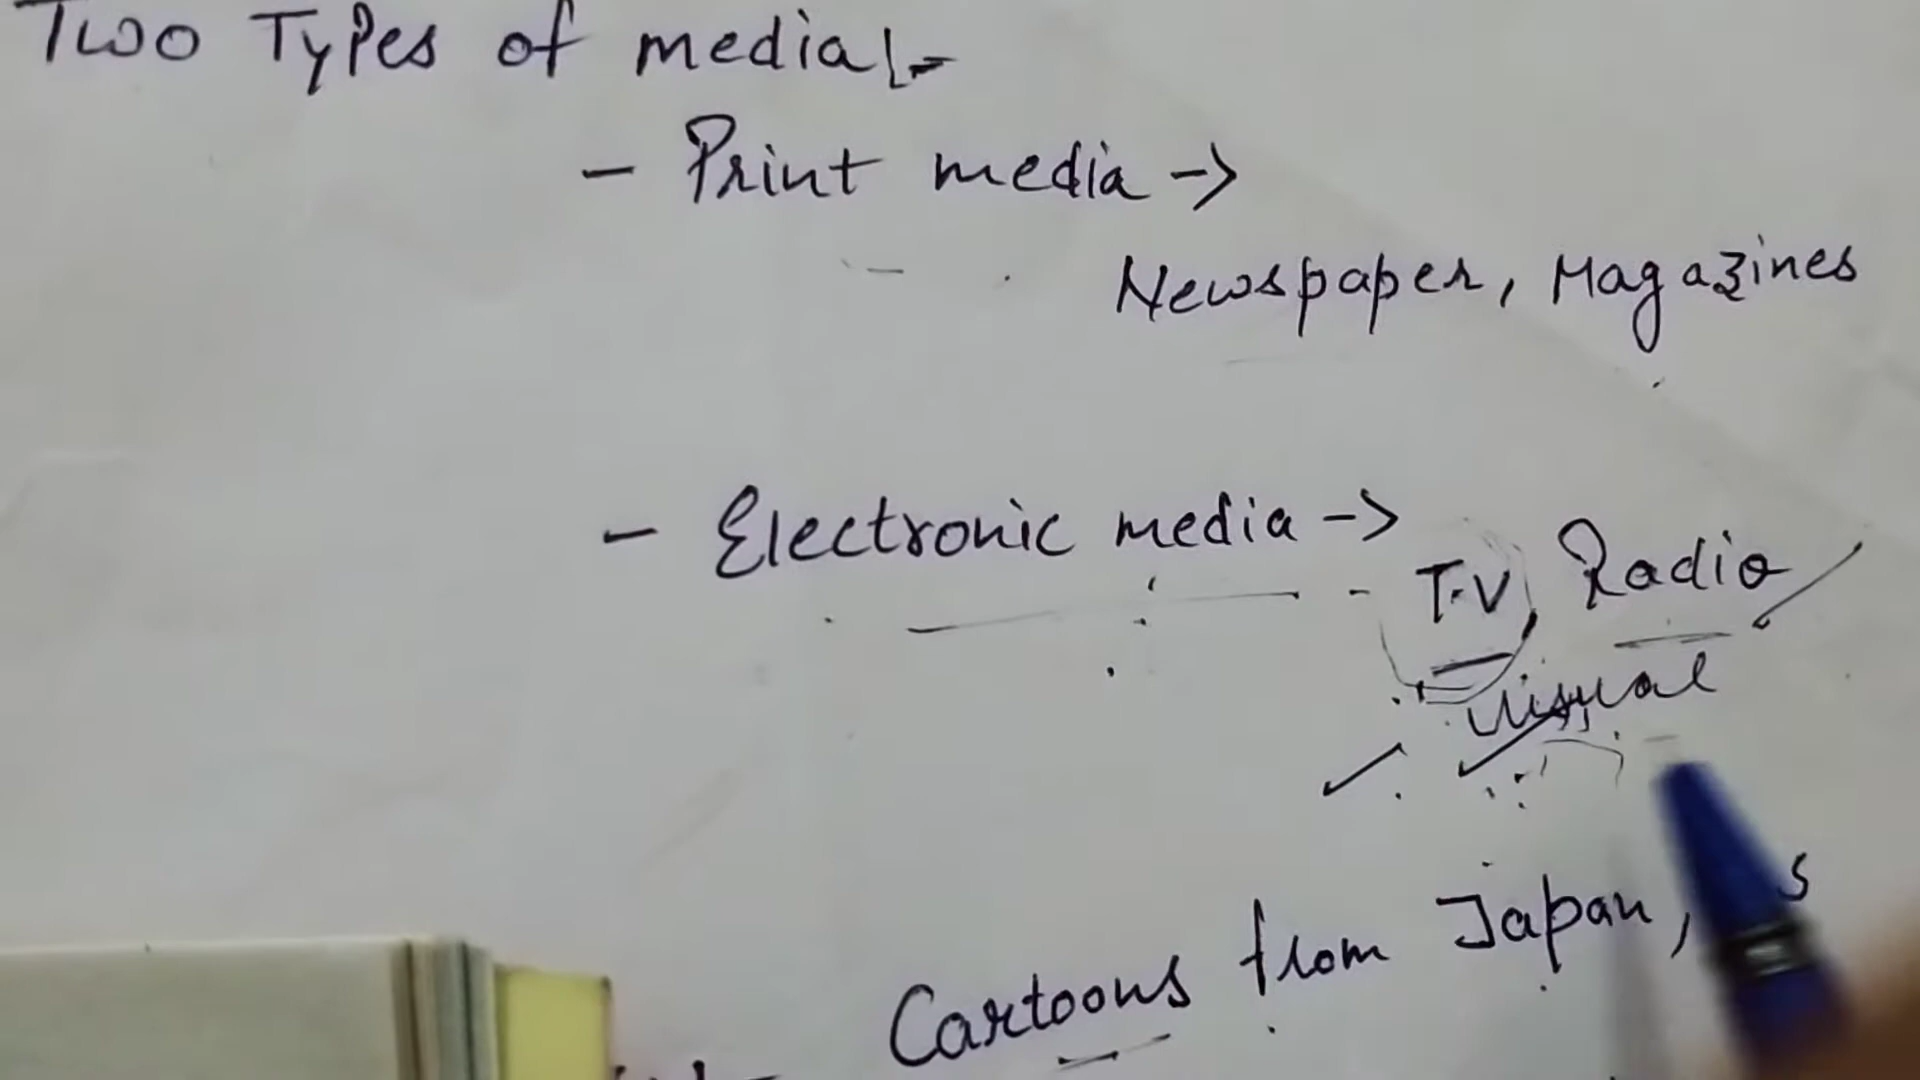 Two Types of media :-
- Print media ->
Newspaper, Magazines
- Electronic media ->
T.V, Radio
Visual
Cartoons from Japan,